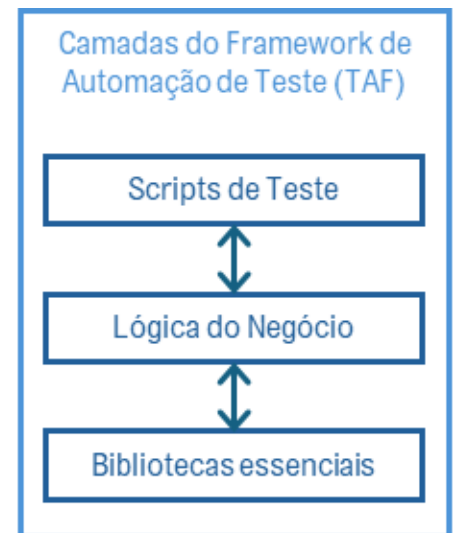 Camadas do Framework de
Automação de Teste (TAF)
Scripts de Teste
Lógica do Negócio
Bibliotecas essenciais